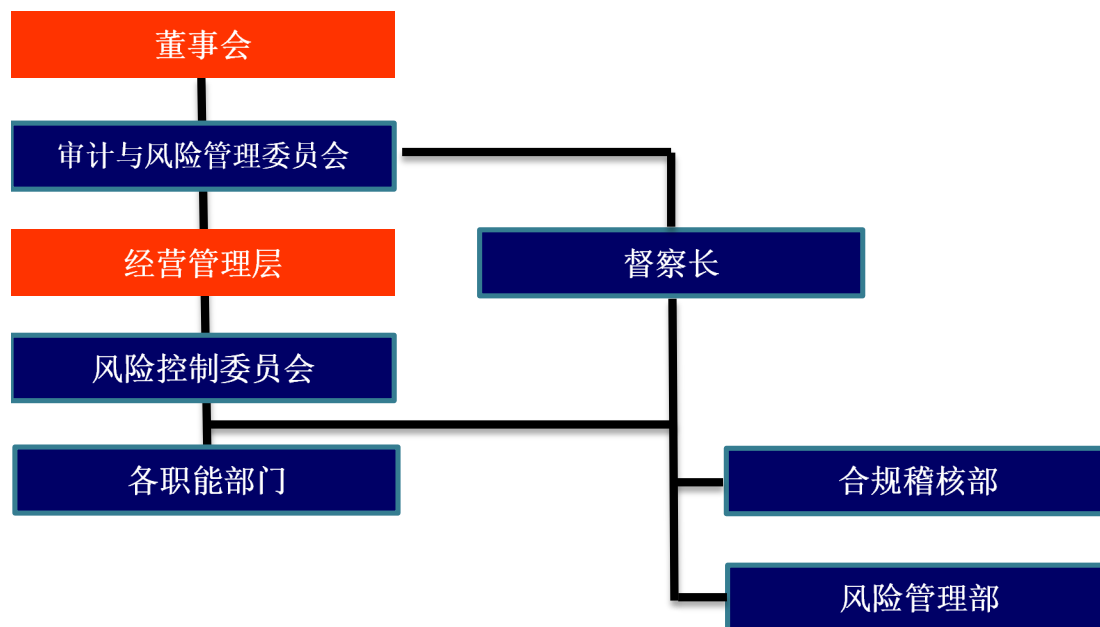 董事会
审计与风险管理委员会
经营管理层
督察长
风险控制委员会
各职能部门
合规稽核部
风险管理部